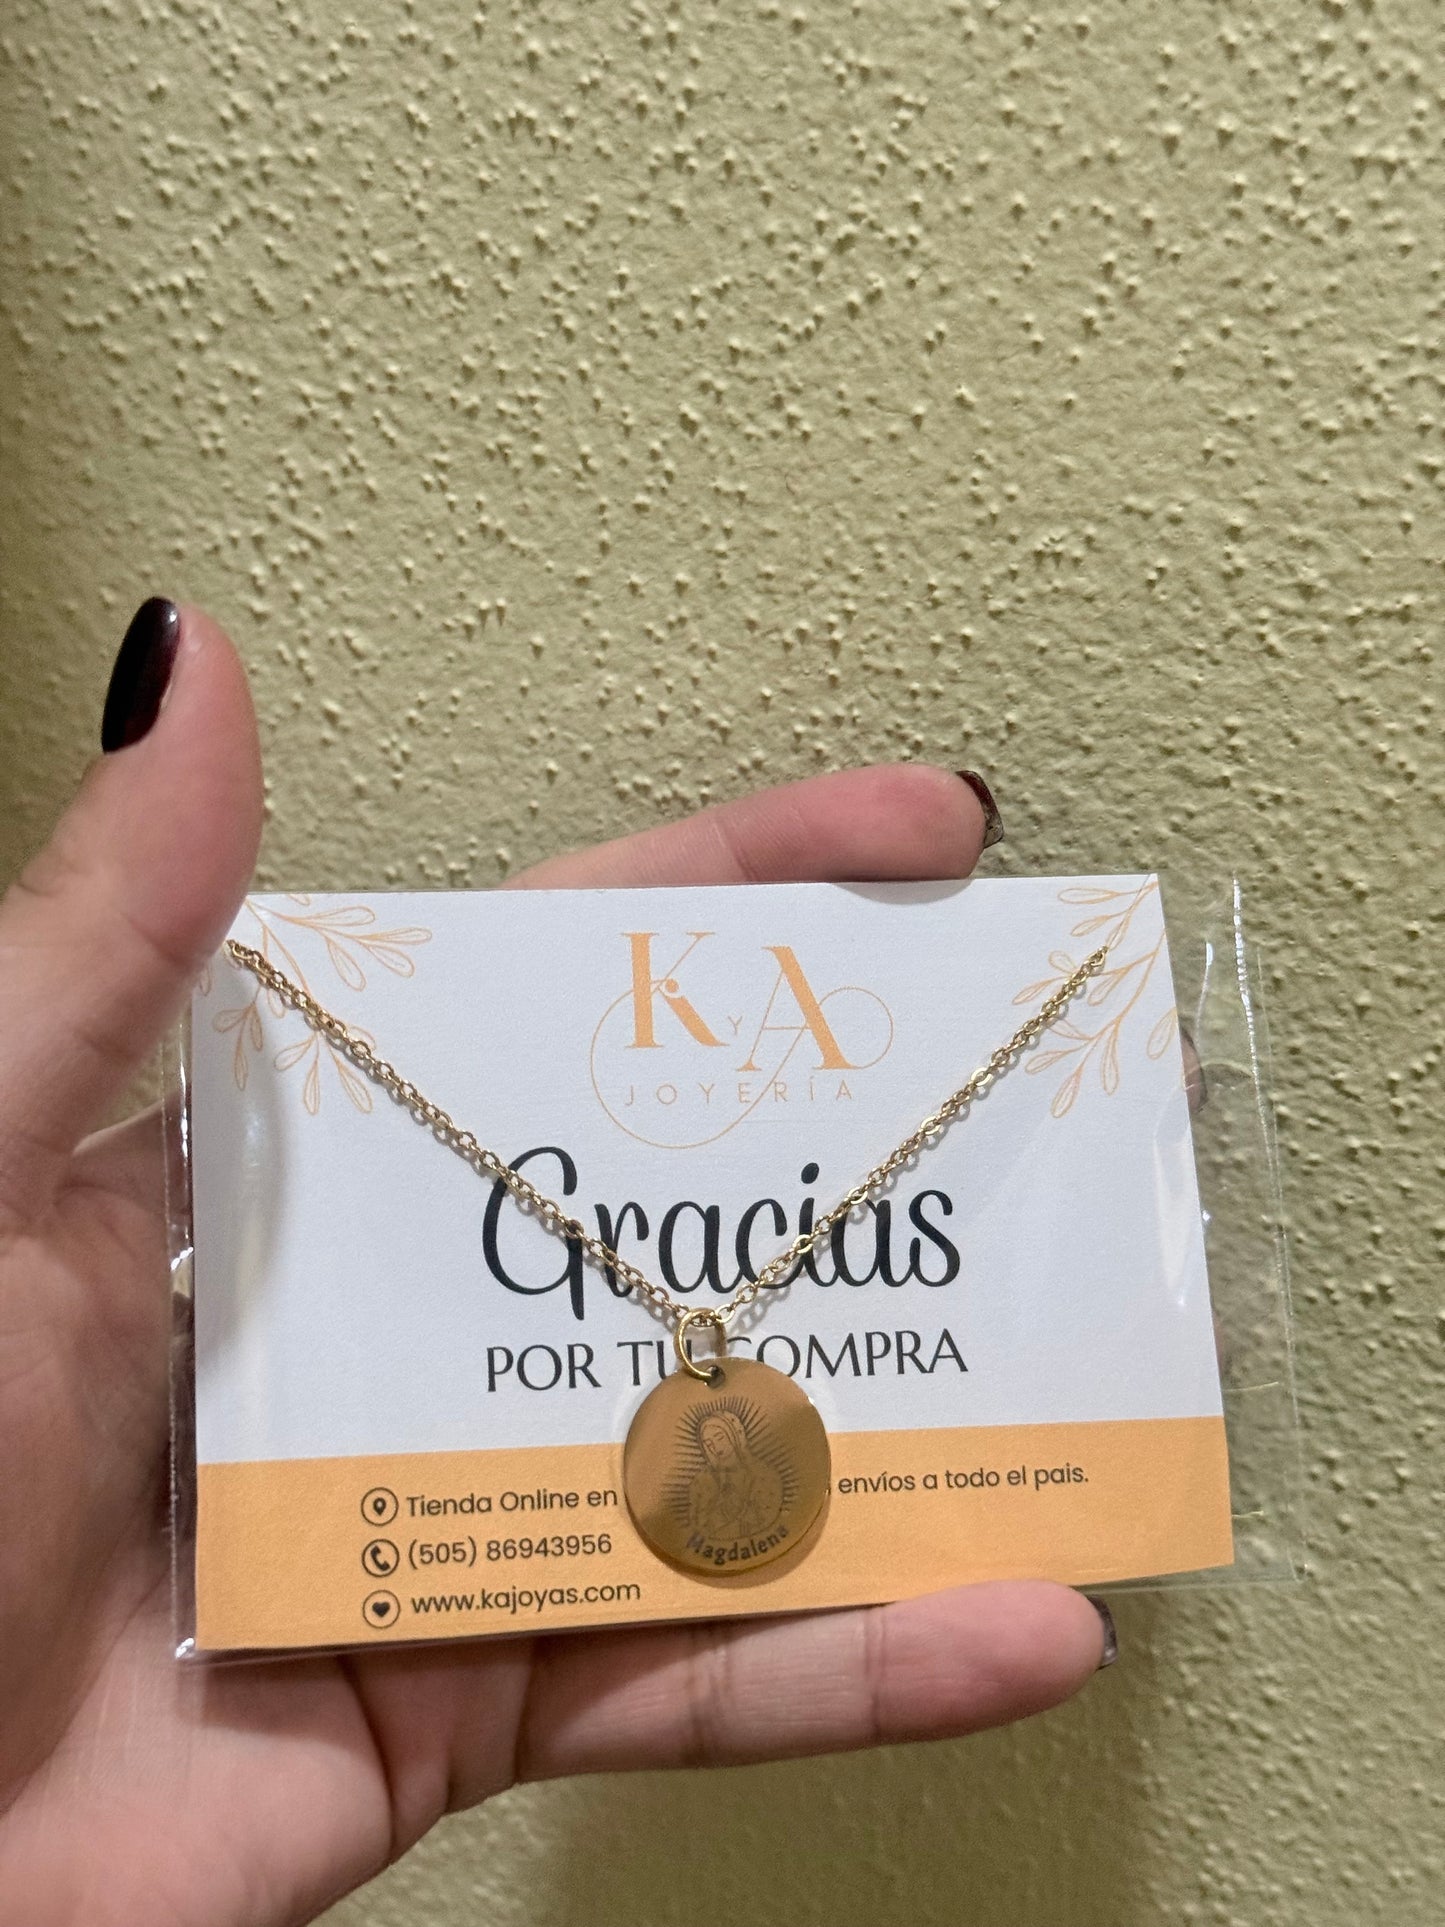 K Y A
JOYERÍA
Gracias
POR TU COMPRA
Tienda Online en envíos a todo el pais.
(505) 86943956
www.kajoyas.com
Magdalena